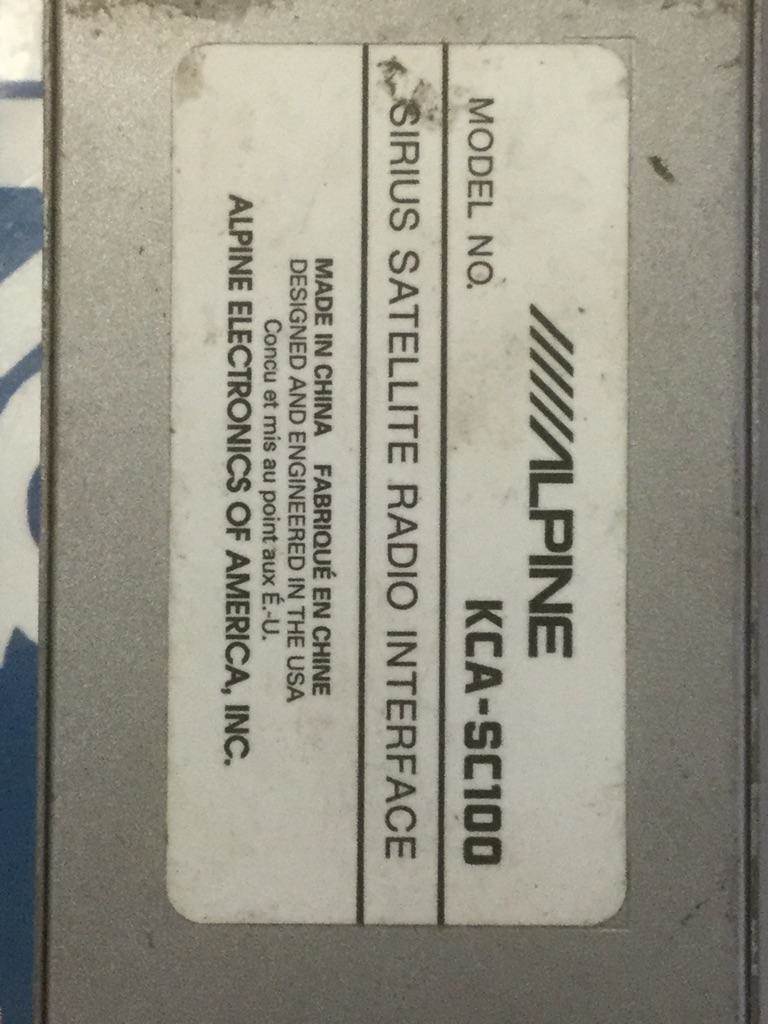 ALPINE
MODEL NO. KCA-SC100
SIRIUS SATELLITE RADIO INTERFACE
MADE IN CHINA FABRIQUÉ EN CHINE
DESIGNED AND ENGINEERED IN THE USA
Concu et mis au point aux É.-U.
ALPINE ELECTRONICS OF AMERICA, INC.